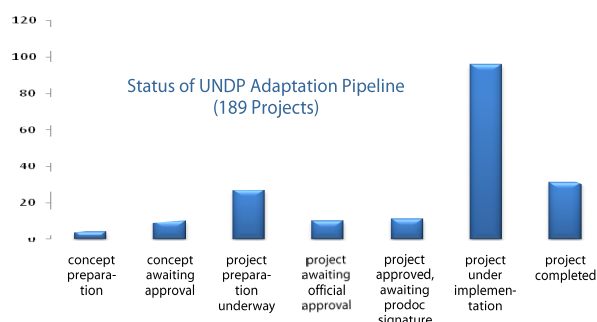 120
100
80
60
40
20
0
Status of UNDP Adaptation Pipeline
(189 Projects)
concept
prepara-
tion
concept
awaiting
approval
project
prepara-
tion
underway
project
awaiting
official
approval
project
approved,
awaiting
prodoc
signature
project
under
implemen-
tation
project
completed